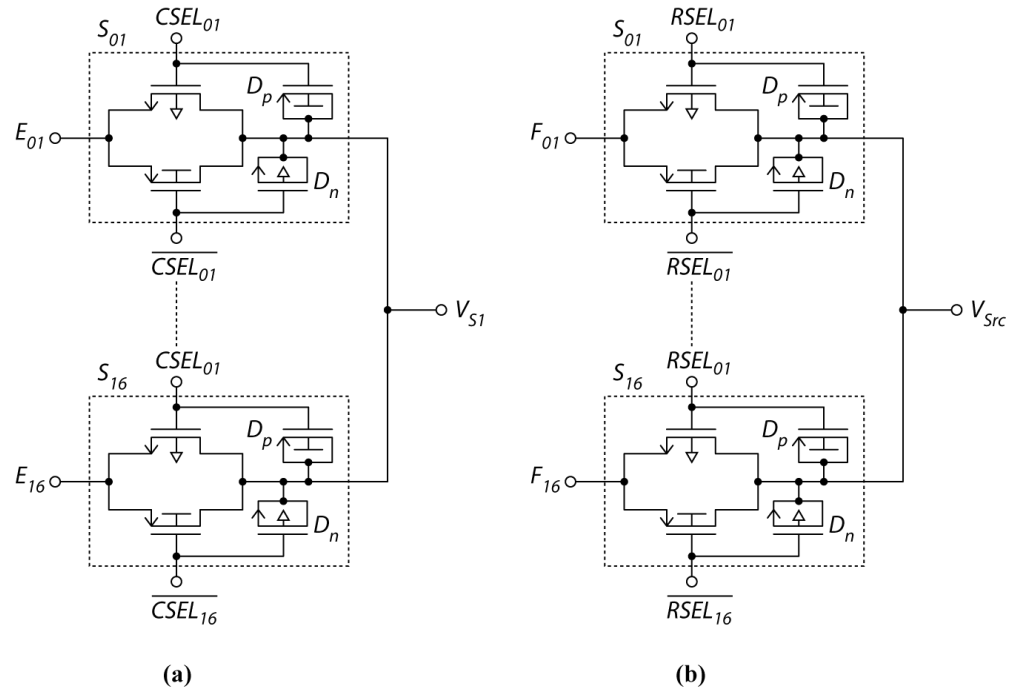 CSEL01
S01
Dp
E01
Dn
CSEL01
VS1
CSEL01
S16
Dp
E16
Dn
CSEL16
(a)
RSEL01
S01
Dp
F01
Dn
RSEL01
VSrc
RSEL01
S16
Dp
F16
Dn
RSEL16
(b)